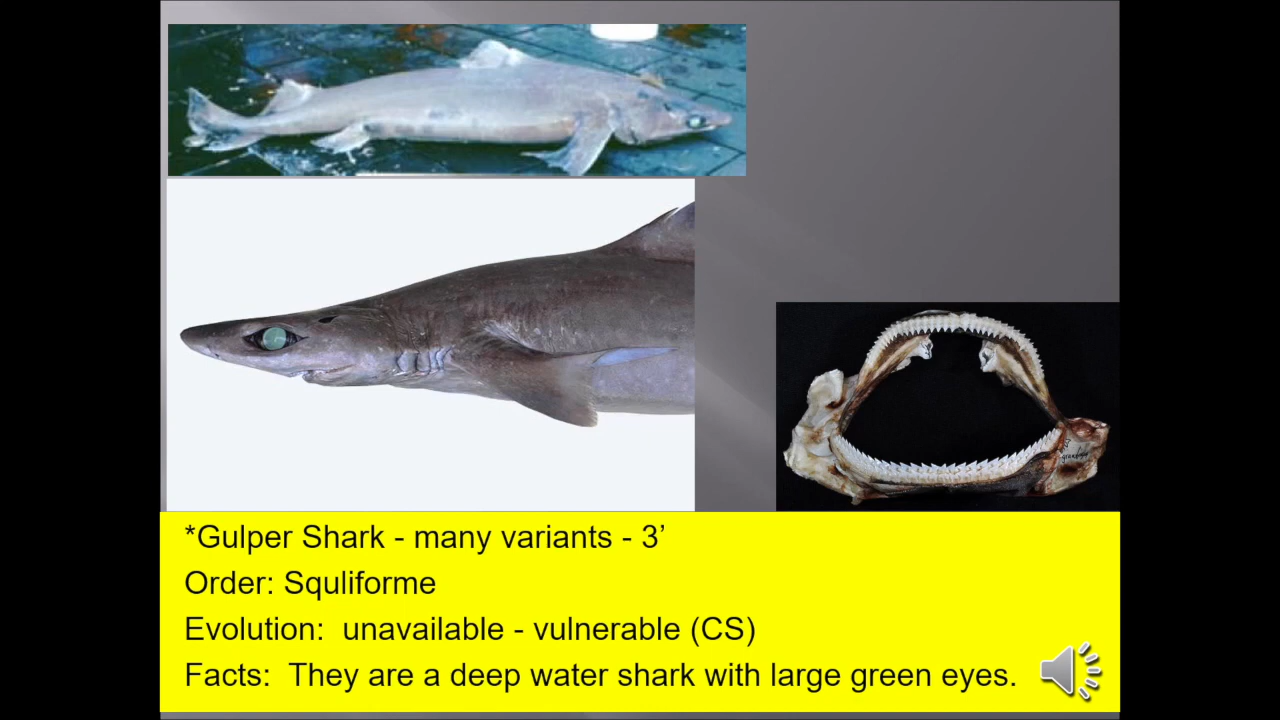 *Gulper Shark - many variants - 3’
Order: Squliforme
Evolution:  unavailable - vulnerable (CS)
Facts:  They are a deep water shark with large green eyes.